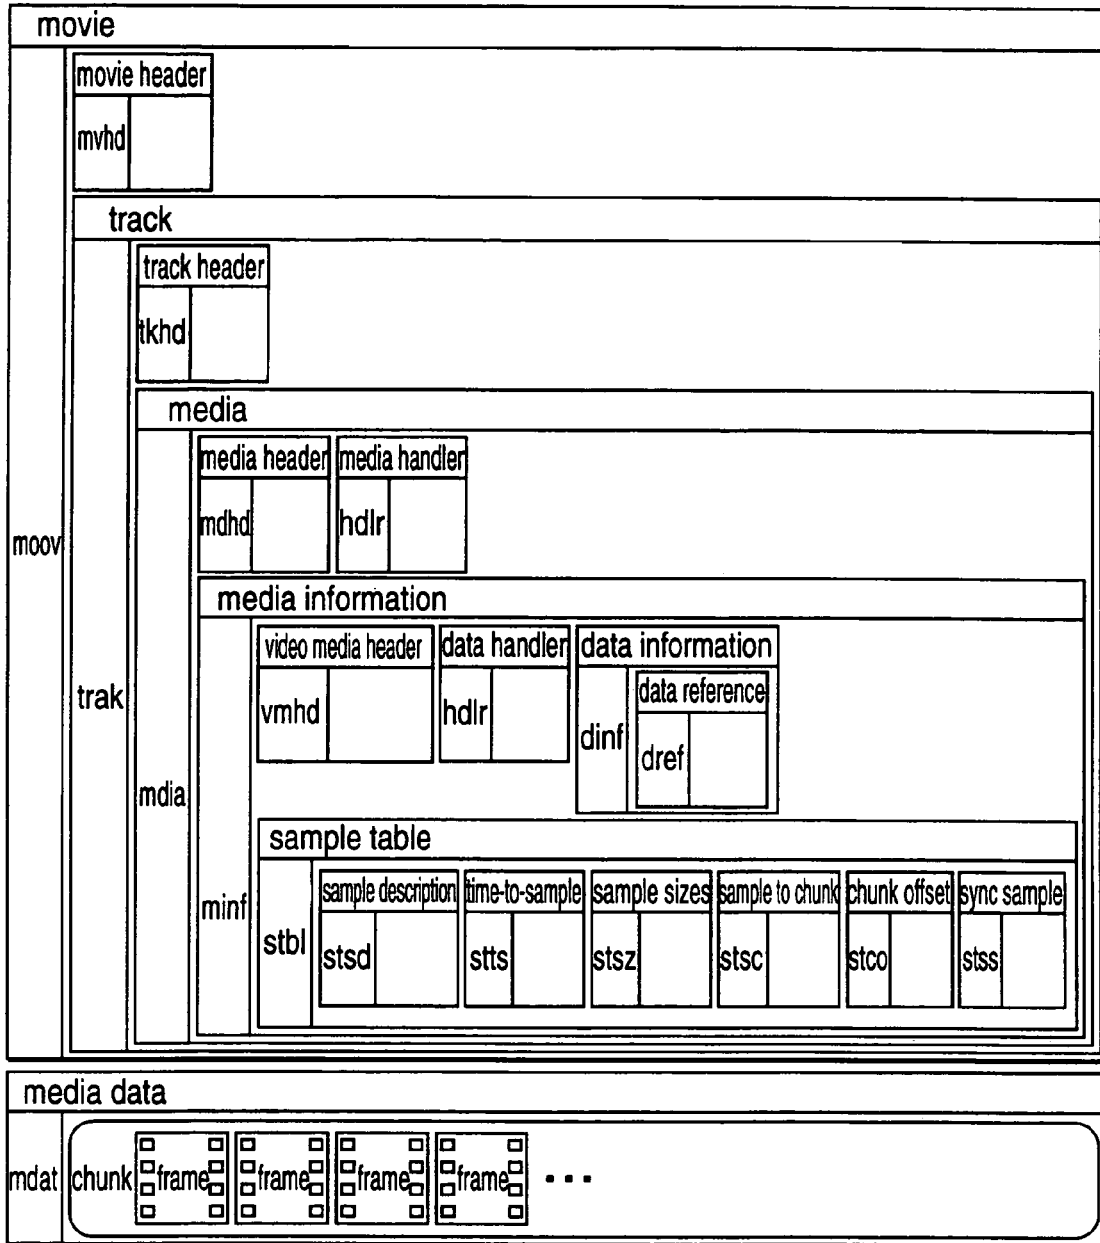 movie
movie header
mvhd
track
track header
tkhd
media
media header media handler
mdhd hdlr
moov
media information
video media header data handler data information
data reference
trak
vmhd hdlr dinf
dref
mdia
sample table
sample description time-to-sample sample sizes sample to chunk chunk offset sync sample
minf
stbl stsd stts stsz stsc stco stss
media data
mdat chunk frame frame frame frame ...